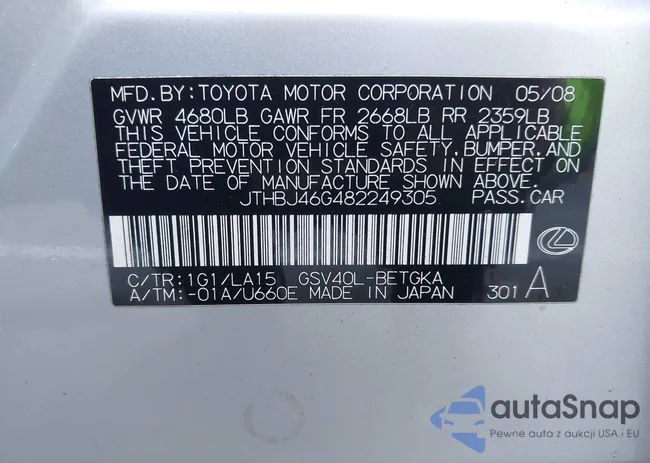 MFD.BY:TOYOTA MOTOR CORPORATION 05/08
GVWR 4680LB GAWR FR 2668LB RR 2359LB
THIS VEHICLE CONFORMS TO ALL APPLICABLE
FEDERAL MOTOR VEHICLE SAFETY,BUMPER,AND
THEFT PREVENTION STANDARDS IN EFFECT ON
THE DATE OF MANUFACTURE SHOWN ABOVE.
JTHBJ46G482249305 PASS.CAR
C/TR:1G1/LA15 GSV40L-BETGKA
A/TM:-01A/U660E MADE IN JAPAN 301 A
autaSnap
Pewne auta z aukcji USA i EU